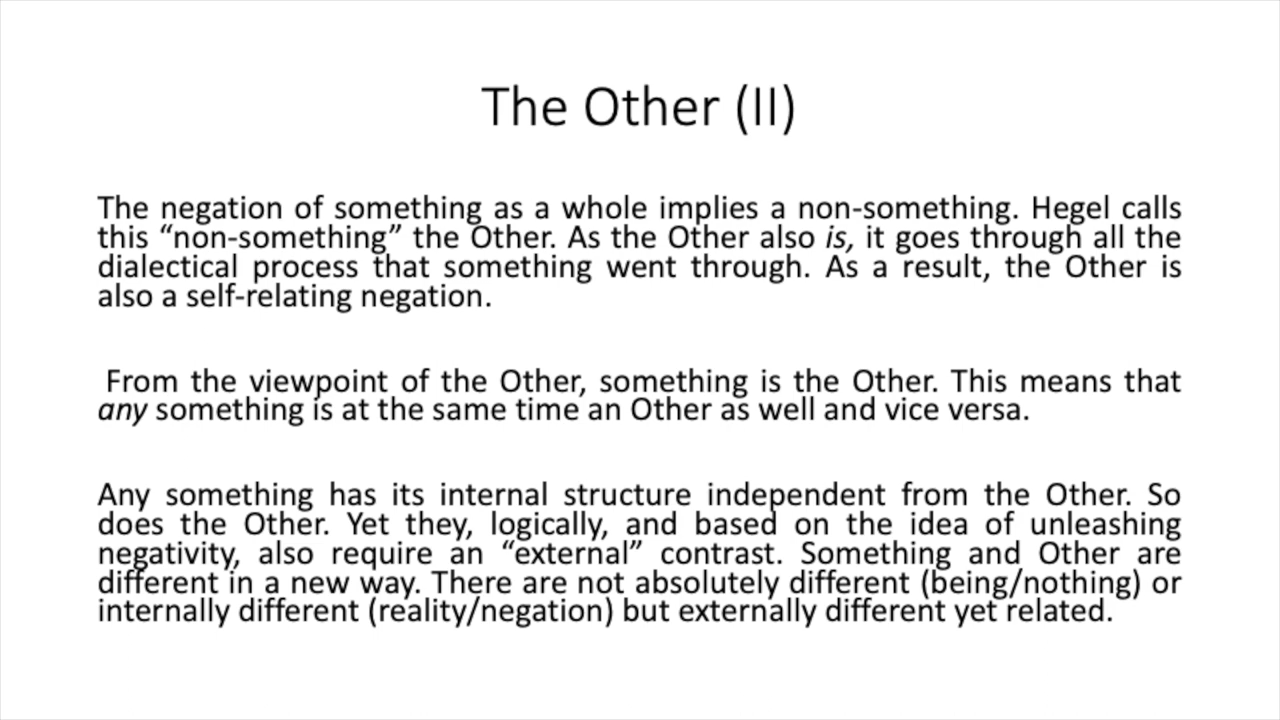 The Other (II)
The negation of something as a whole implies a non-something. Hegel calls
this “non-something” the Other. As the Other also is, it goes through all the
dialectical process that something went through. As a result, the Other is
also a self-relating negation.
From the viewpoint of the Other, something is the Other. This means that
any something is at the same time an Other as well and vice versa.
Any something has its internal structure independent from the Other. So
does the Other. Yet they, logically, and based on the idea of unleashing
negativity, also require an “external” contrast. Something and Other are
different in a new way. There are not absolutely different (being/nothing) or
internally different (reality/negation) but externally different yet related.